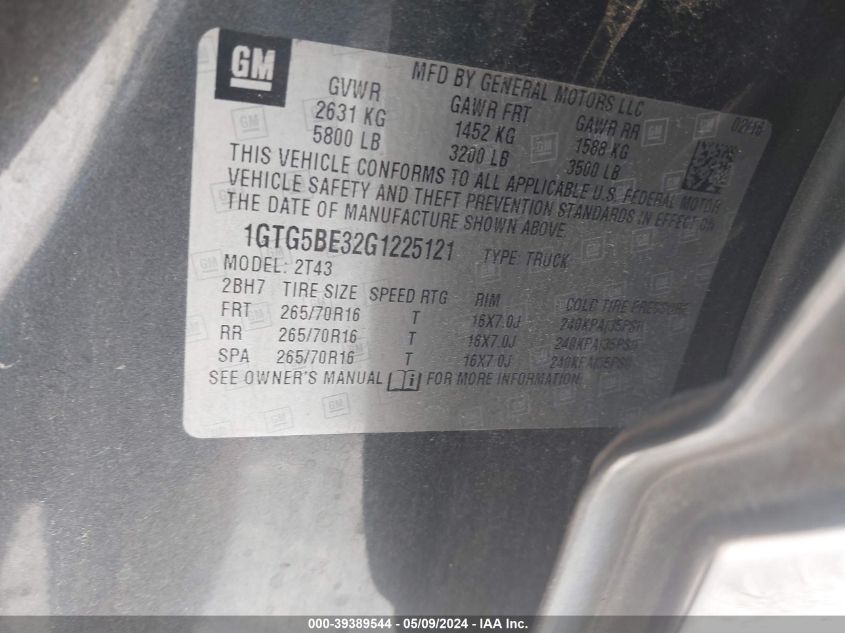 GM
MFD BY GENERAL MOTORS LLC
02/16
GVWR GAWR FRT GAWR RR
2631 KG 1452 KG 1588 KG
5800 LB 3200 LB 3500 LB
THIS VEHICLE CONFORMS TO ALL APPLICABLE U.S. FEDERAL MOTOR
VEHICLE SAFETY AND THEFT PREVENTION STANDARDS IN EFFECT ON
THE DATE OF MANUFACTURE SHOWN ABOVE.
1GTG5BE32G1225121 TYPE: TRUCK
MODEL: 2T43
2BH7 TIRE SIZE SPEED RTG RIM COLD TIRE PRESSURE
FRT 265/70R16 T 16X7.0J 240KPA(35PSI)
RR 265/70R16 T 16X7.0J 240KPA(35PSI)
SPA 265/70R16 T 16X7.0J 240KPA(35PSI)
SEE OWNER'S MANUAL FOR MORE INFORMATION.
000-39389544 - 05/09/2024 - IAA Inc.